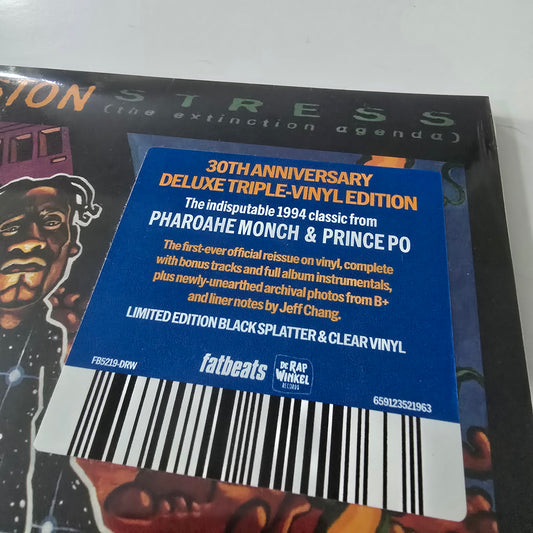 SION STRESS
(the extinction agenda)
30TH ANNIVERSARY
DELUXE TRIPLE-VINYL EDITION
The indisputable 1994 classic from
PHAROAHE MONCH & PRINCE PO
The first-ever official reissue on vinyl, complete
with bonus tracks and full album instrumentals,
plus newly-unearthed archival photos from B+
and liner notes by Jeff Chang.
LIMITED EDITION BLACK SPLATTER & CLEAR VINYL
FB5219-DRW
fatbeats
DE RAP
WINKEL
RECORDS
659123521963